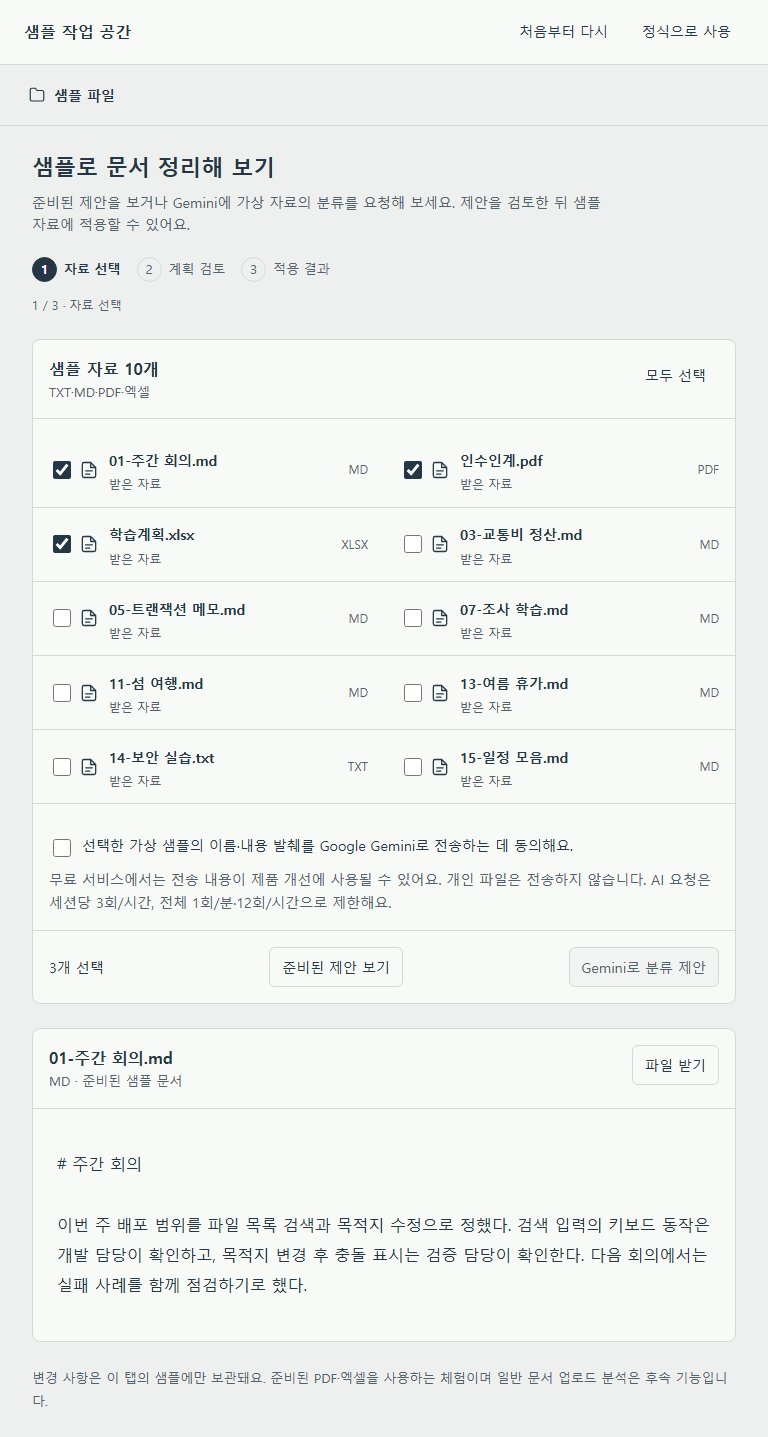 샘플 작업 공간
처음부터 다시
정식으로 사용
샘플 파일
샘플로 문서 정리해 보기
준비된 제안을 보거나 Gemini에 가상 자료의 분류를 요청해 보세요. 제안을 검토한 뒤 샘플
자료에 적용할 수 있어요.
1 자료 선택 2 계획 검토 3 적용 결과
1 / 3 · 자료 선택
샘플 자료 10개
TXT·MD·PDF·엑셀
모두 선택
01-주간 회의.md
받은 자료
MD
인수인계.pdf
받은 자료
PDF
학습계획.xlsx
받은 자료
XLSX
03-교통비 정산.md
받은 자료
MD
05-트랜잭션 메모.md
받은 자료
MD
07-조사 학습.md
받은 자료
MD
11-섬 여행.md
받은 자료
MD
13-여름 휴가.md
받은 자료
MD
14-보안 실습.txt
받은 자료
TXT
15-일정 모음.md
받은 자료
MD
선택한 가상 샘플의 이름·내용 발췌를 Google Gemini로 전송하는 데 동의해요.
무료 서비스에서는 전송 내용이 제품 개선에 사용될 수 있어요. 개인 파일은 전송하지 않습니다. AI 요청은
세션당 3회/시간, 전체 1회/분·12회/시간으로 제한해요.
3개 선택
준비된 제안 보기
Gemini로 분류 제안
01-주간 회의.md
MD · 준비된 샘플 문서
파일 받기
# 주간 회의
이번 주 배포 범위를 파일 목록 검색과 목적지 수정으로 정했다. 검색 입력의 키보드 동작은
개발 담당이 확인하고, 목적지 변경 후 충돌 표시는 검증 담당이 확인한다. 다음 회의에서는
실패 사례를 함께 점검하기로 했다.
변경 사항은 이 탭의 샘플에만 보관돼요. 준비된 PDF·엑셀을 사용하는 체험이며 일반 문서 업로드 분석은 후속 기능입니
다.